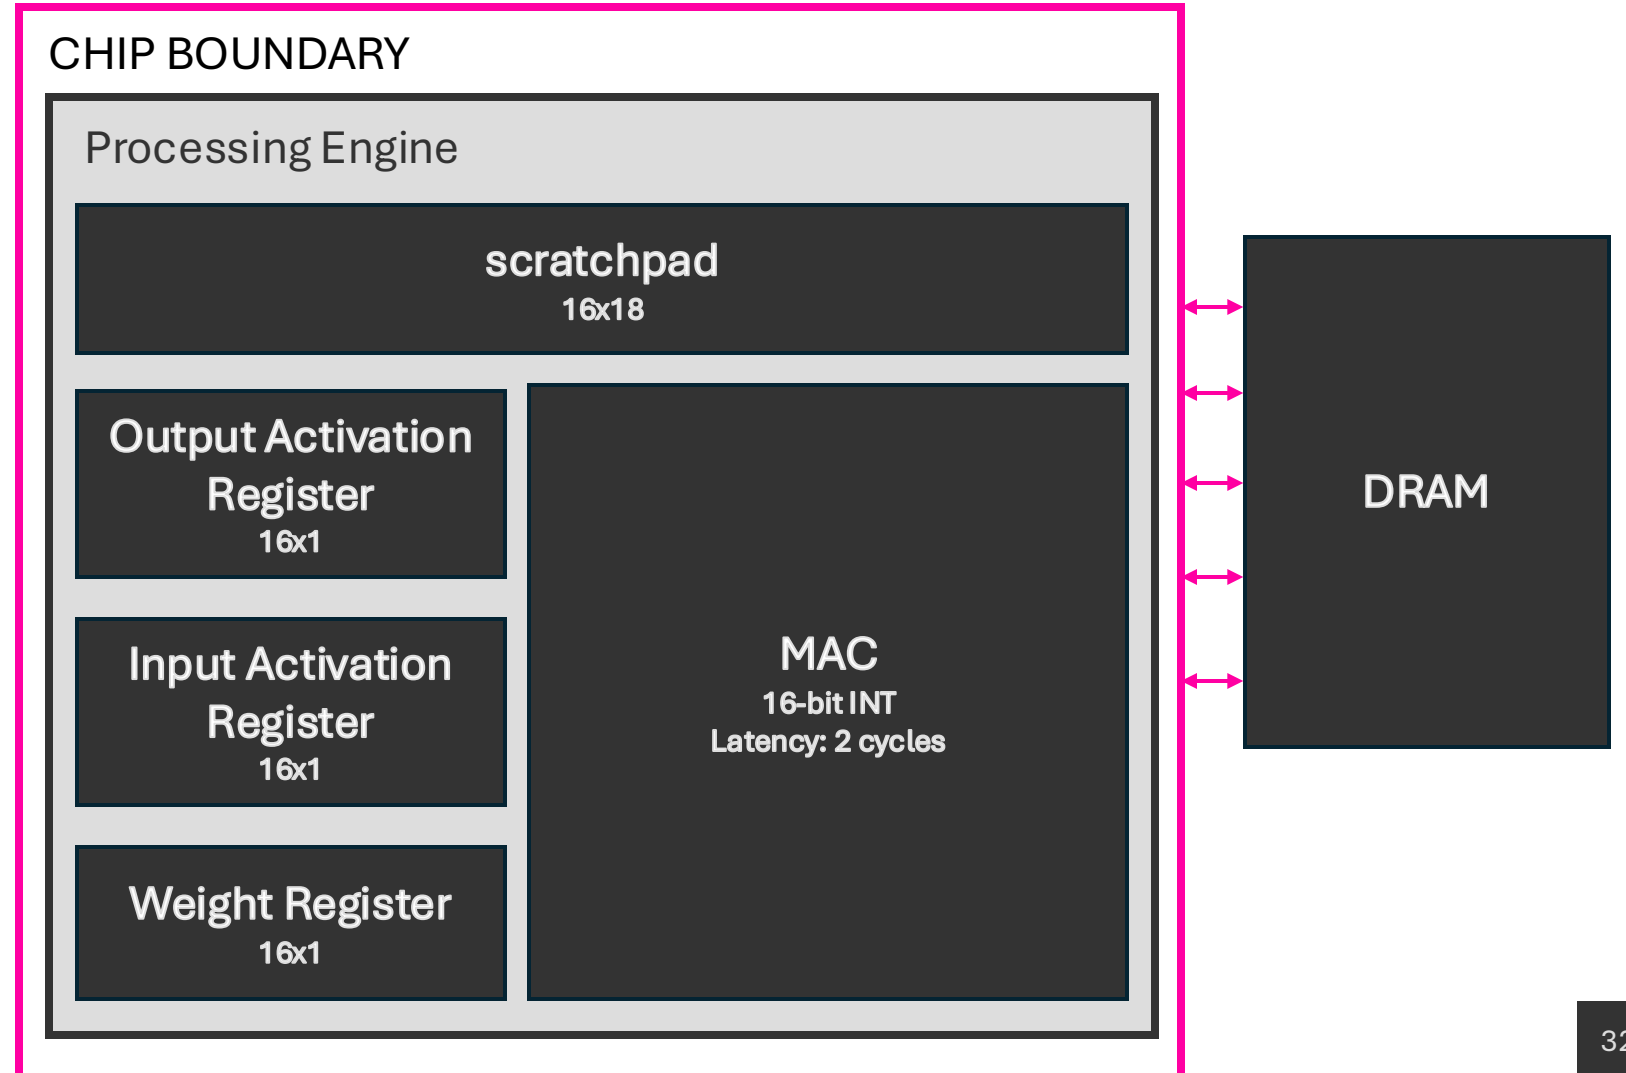 CHIP BOUNDARY
Processing Engine
scratchpad
16x18
Output Activation
Register
16x1
Input Activation
Register
16x1
Weight Register
16x1
MAC
16-bit INT
Latency: 2 cycles
DRAM
32